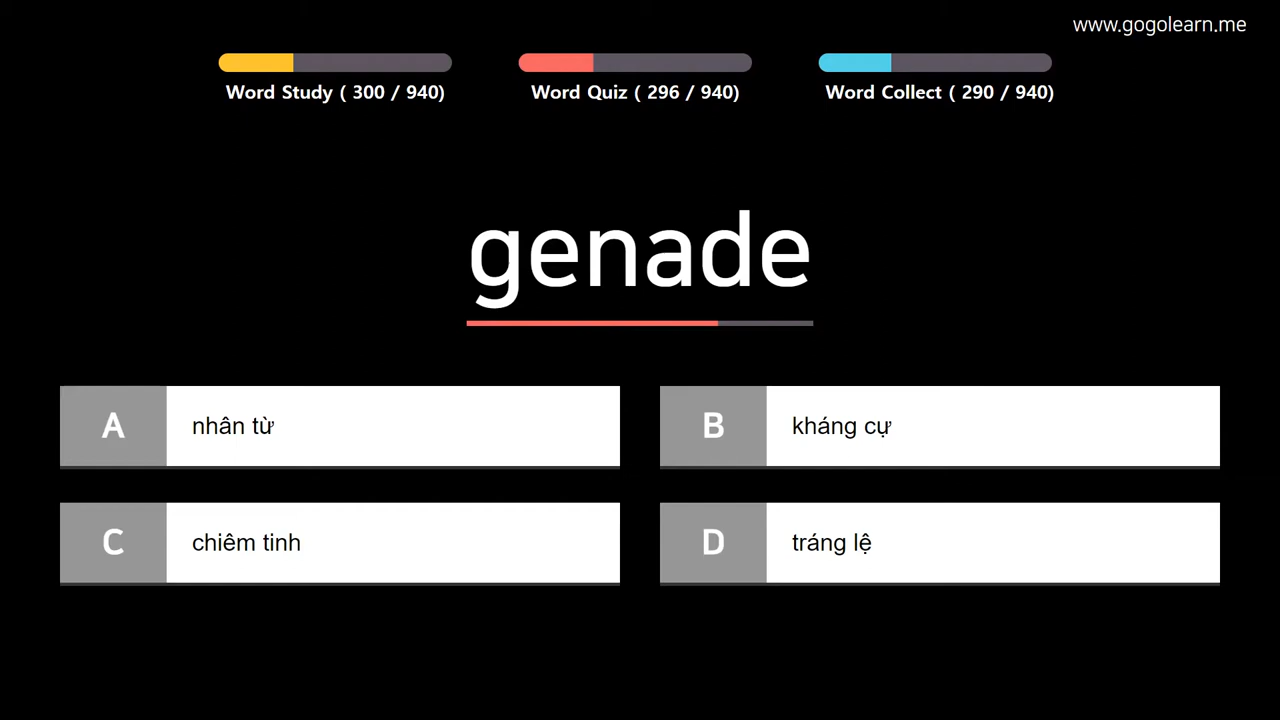 www.gogolearn.me
Word Study ( 300 / 940)
Word Quiz ( 296 / 940)
Word Collect ( 290 / 940)
genade
A nhân từ
B kháng cự
C chiêm tinh
D tráng lệ